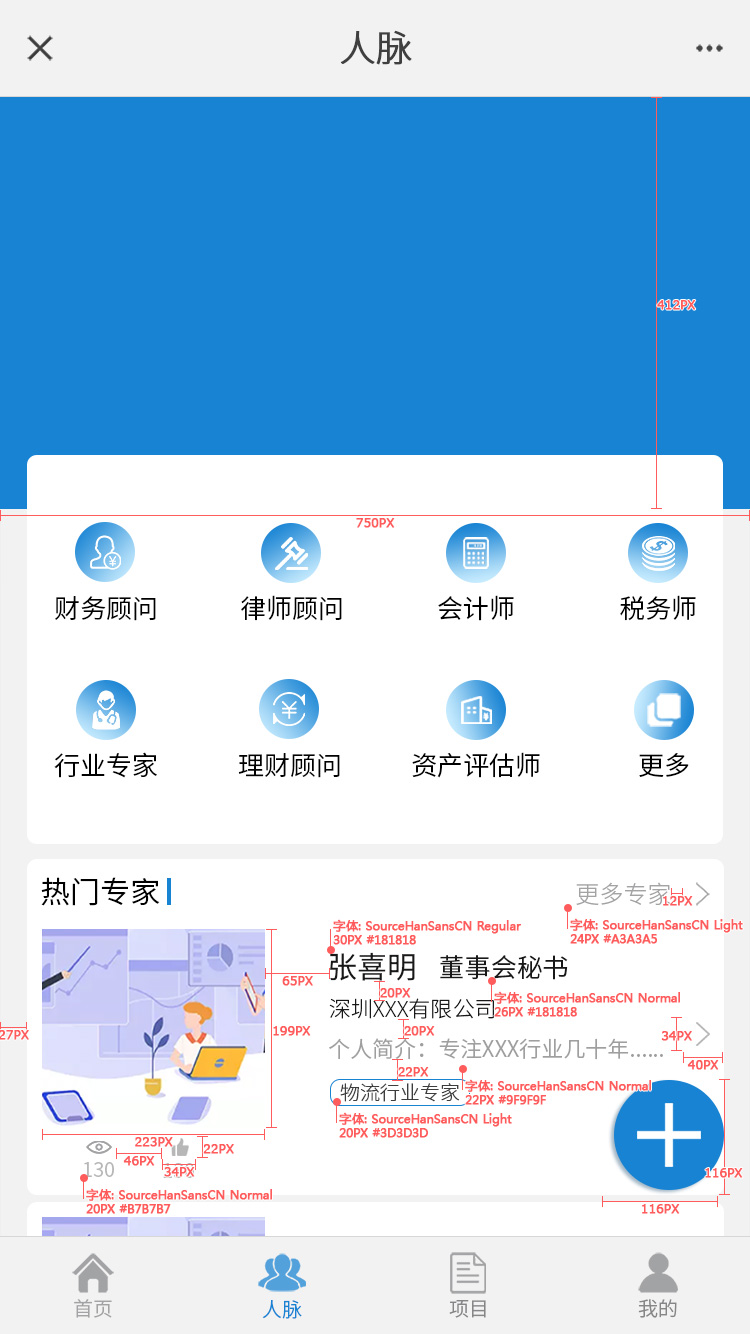 人脉
412PX
750PX
财务顾问 律师顾问 会计师 税务师
行业专家 理财顾问 资产评估师 更多
热门专家
更多专家
12PX
字体: SourceHanSansCN Regular
30PX #181818
字体: SourceHanSansCN Light
24PX #A3A3A5
张喜明 董事会秘书
65PX
20PX
字体: SourceHanSansCN Normal
26PX #181818
深圳XXX有限公司
199PX
20PX
27PX
34PX
个人简介：专注XXX行业几十年......
40PX
22PX
物流行业专家
字体: SourceHanSansCN Normal
22PX #9F9F9F
字体: SourceHanSansCN Light
20PX #3D3D3D
223PX
22PX
46PX
34PX
130
116PX
字体: SourceHanSansCN Normal
20PX #B7B7B7
116PX
首页 人脉 项目 我的